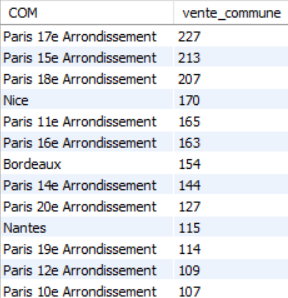 COM vente_commune
Paris 17e Arrondissement 227
Paris 15e Arrondissement 213
Paris 18e Arrondissement 207
Nice 170
Paris 11e Arrondissement 165
Paris 16e Arrondissement 163
Bordeaux 154
Paris 14e Arrondissement 144
Paris 20e Arrondissement 127
Nantes 115
Paris 19e Arrondissement 114
Paris 12e Arrondissement 109
Paris 10e Arrondissement 107